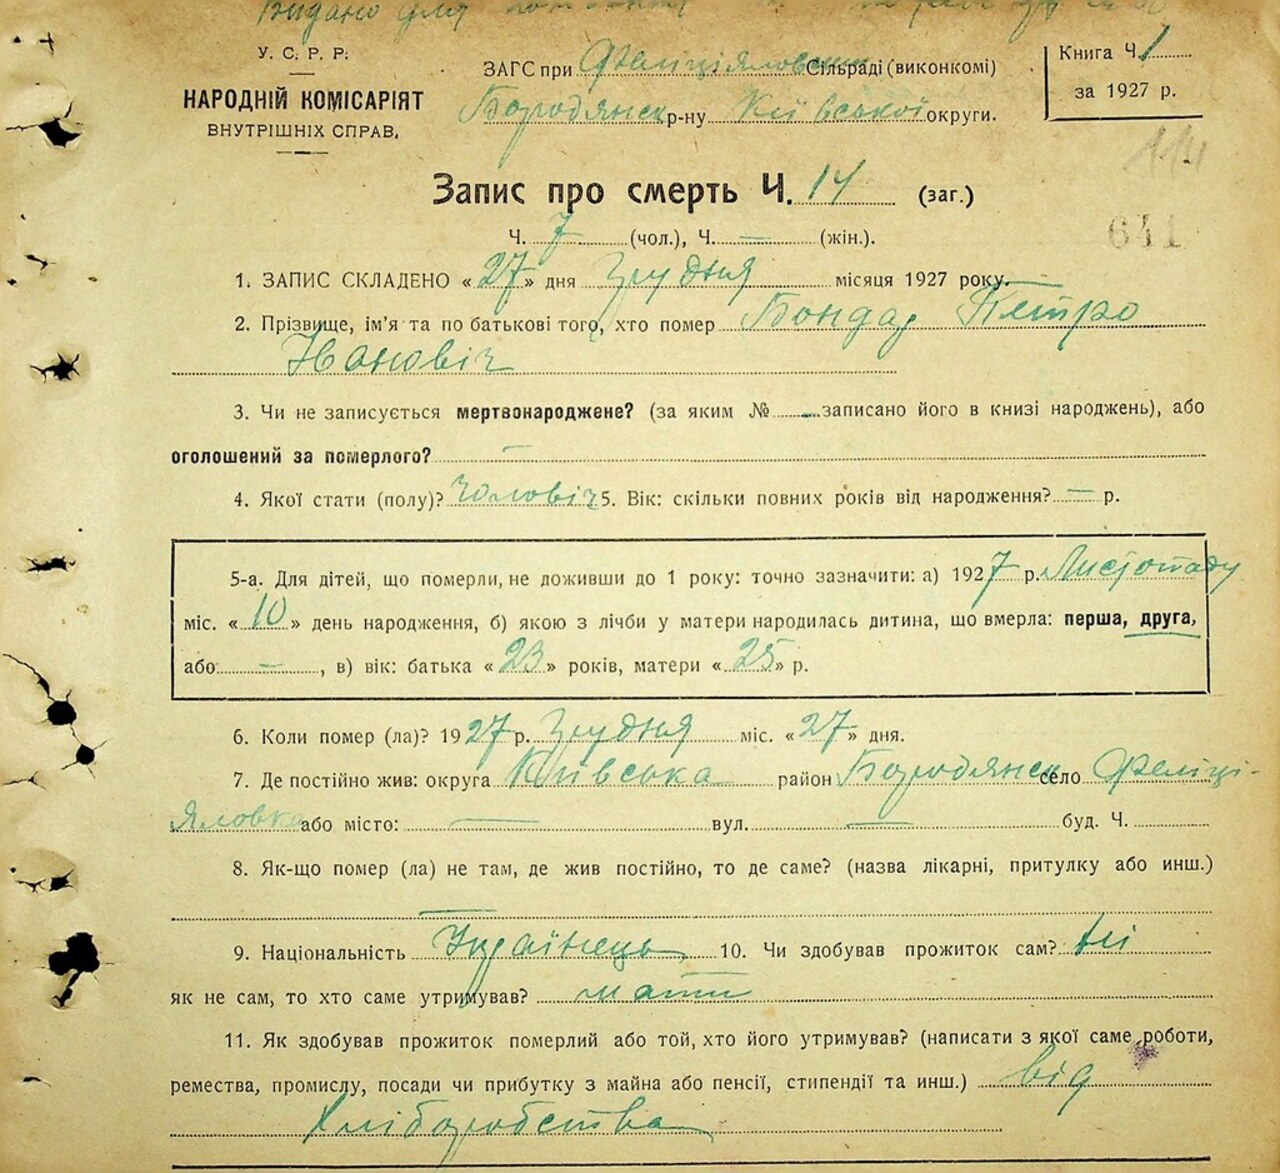 Видано для
У. С. Р. Р.
НАРОДНІЙ КОМІСАРІЯТ
ВНУТРІШНІХ СПРАВ.
ЗАГС при Феліціяловській Сільраді (виконкомі)
Бородянськ р-ну Київської округи.
Книга Ч. 1
за 1927 р.
114
Запис про смерть Ч. 14 (заг.)
Ч. 7 (чол.), Ч. — (жін.).
641
1. ЗАПИС СКЛАДЕНО «27» дня Грудня місяця 1927 року.
2. Прізвище, ім'я та по батькові того, хто помер Бондар Петро
Іванович
3. Чи не записується мертвонароджене? (за яким № — записано його в книзі народжень), або
оголошений за померлого? —
4. Якої стати (полу)? Чоловіч 5. Вік: скільки повних років від народження? — р.
5-а. Для дітей, що померли, не доживши до 1 року: точно зазначити: а) 1927 р. Листопаду
міс. «10» день народження, б) якою з лічби у матери народилась дитина, що вмерла: перша, друга,
або — , в) вік: батька «23» років, матери «25» р.
6. Коли помер (ла)? 1927 р. Грудня міс. «27» дня.
7. Де постійно жив: округа Київська район Бородянськ село Феліці-
яловка або місто: — вул. — буд. Ч.
8. Як-що помер (ла) не там, де жив постійно, то де саме? (назва лікарні, притулку або инш.)
—
9. Національність Українець 10. Чи здобував прожиток сам? ні
як не сам, то хто саме утримував? мати
11. Як здобував прожиток померлий або той, хто його утримував? (написати з якої саме роботи,
ремества, промислу, посади чи прибутку з майна або пенсії, стипендії та инш.) від
Хліборобства